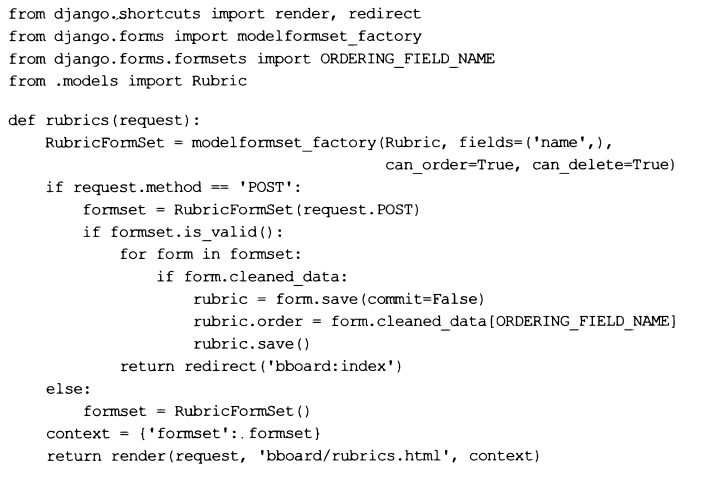 from django.shortcuts import render, redirect
from django.forms import modelformset_factory
from django.forms.formsets import ORDERING_FIELD_NAME
from .models import Rubric

def rubrics(request):
    RubricFormSet = modelformset_factory(Rubric, fields=('name',),
                                         can_order=True, can_delete=True)
    if request.method == 'POST':
        formset = RubricFormSet(request.POST)
        if formset.is_valid():
            for form in formset:
                if form.cleaned_data:
                    rubric = form.save(commit=False)
                    rubric.order = form.cleaned_data[ORDERING_FIELD_NAME]
                    rubric.save()
            return redirect('bboard:index')
    else:
        formset = RubricFormSet()
    context = {'formset': formset}
    return render(request, 'bboard/rubrics.html', context)